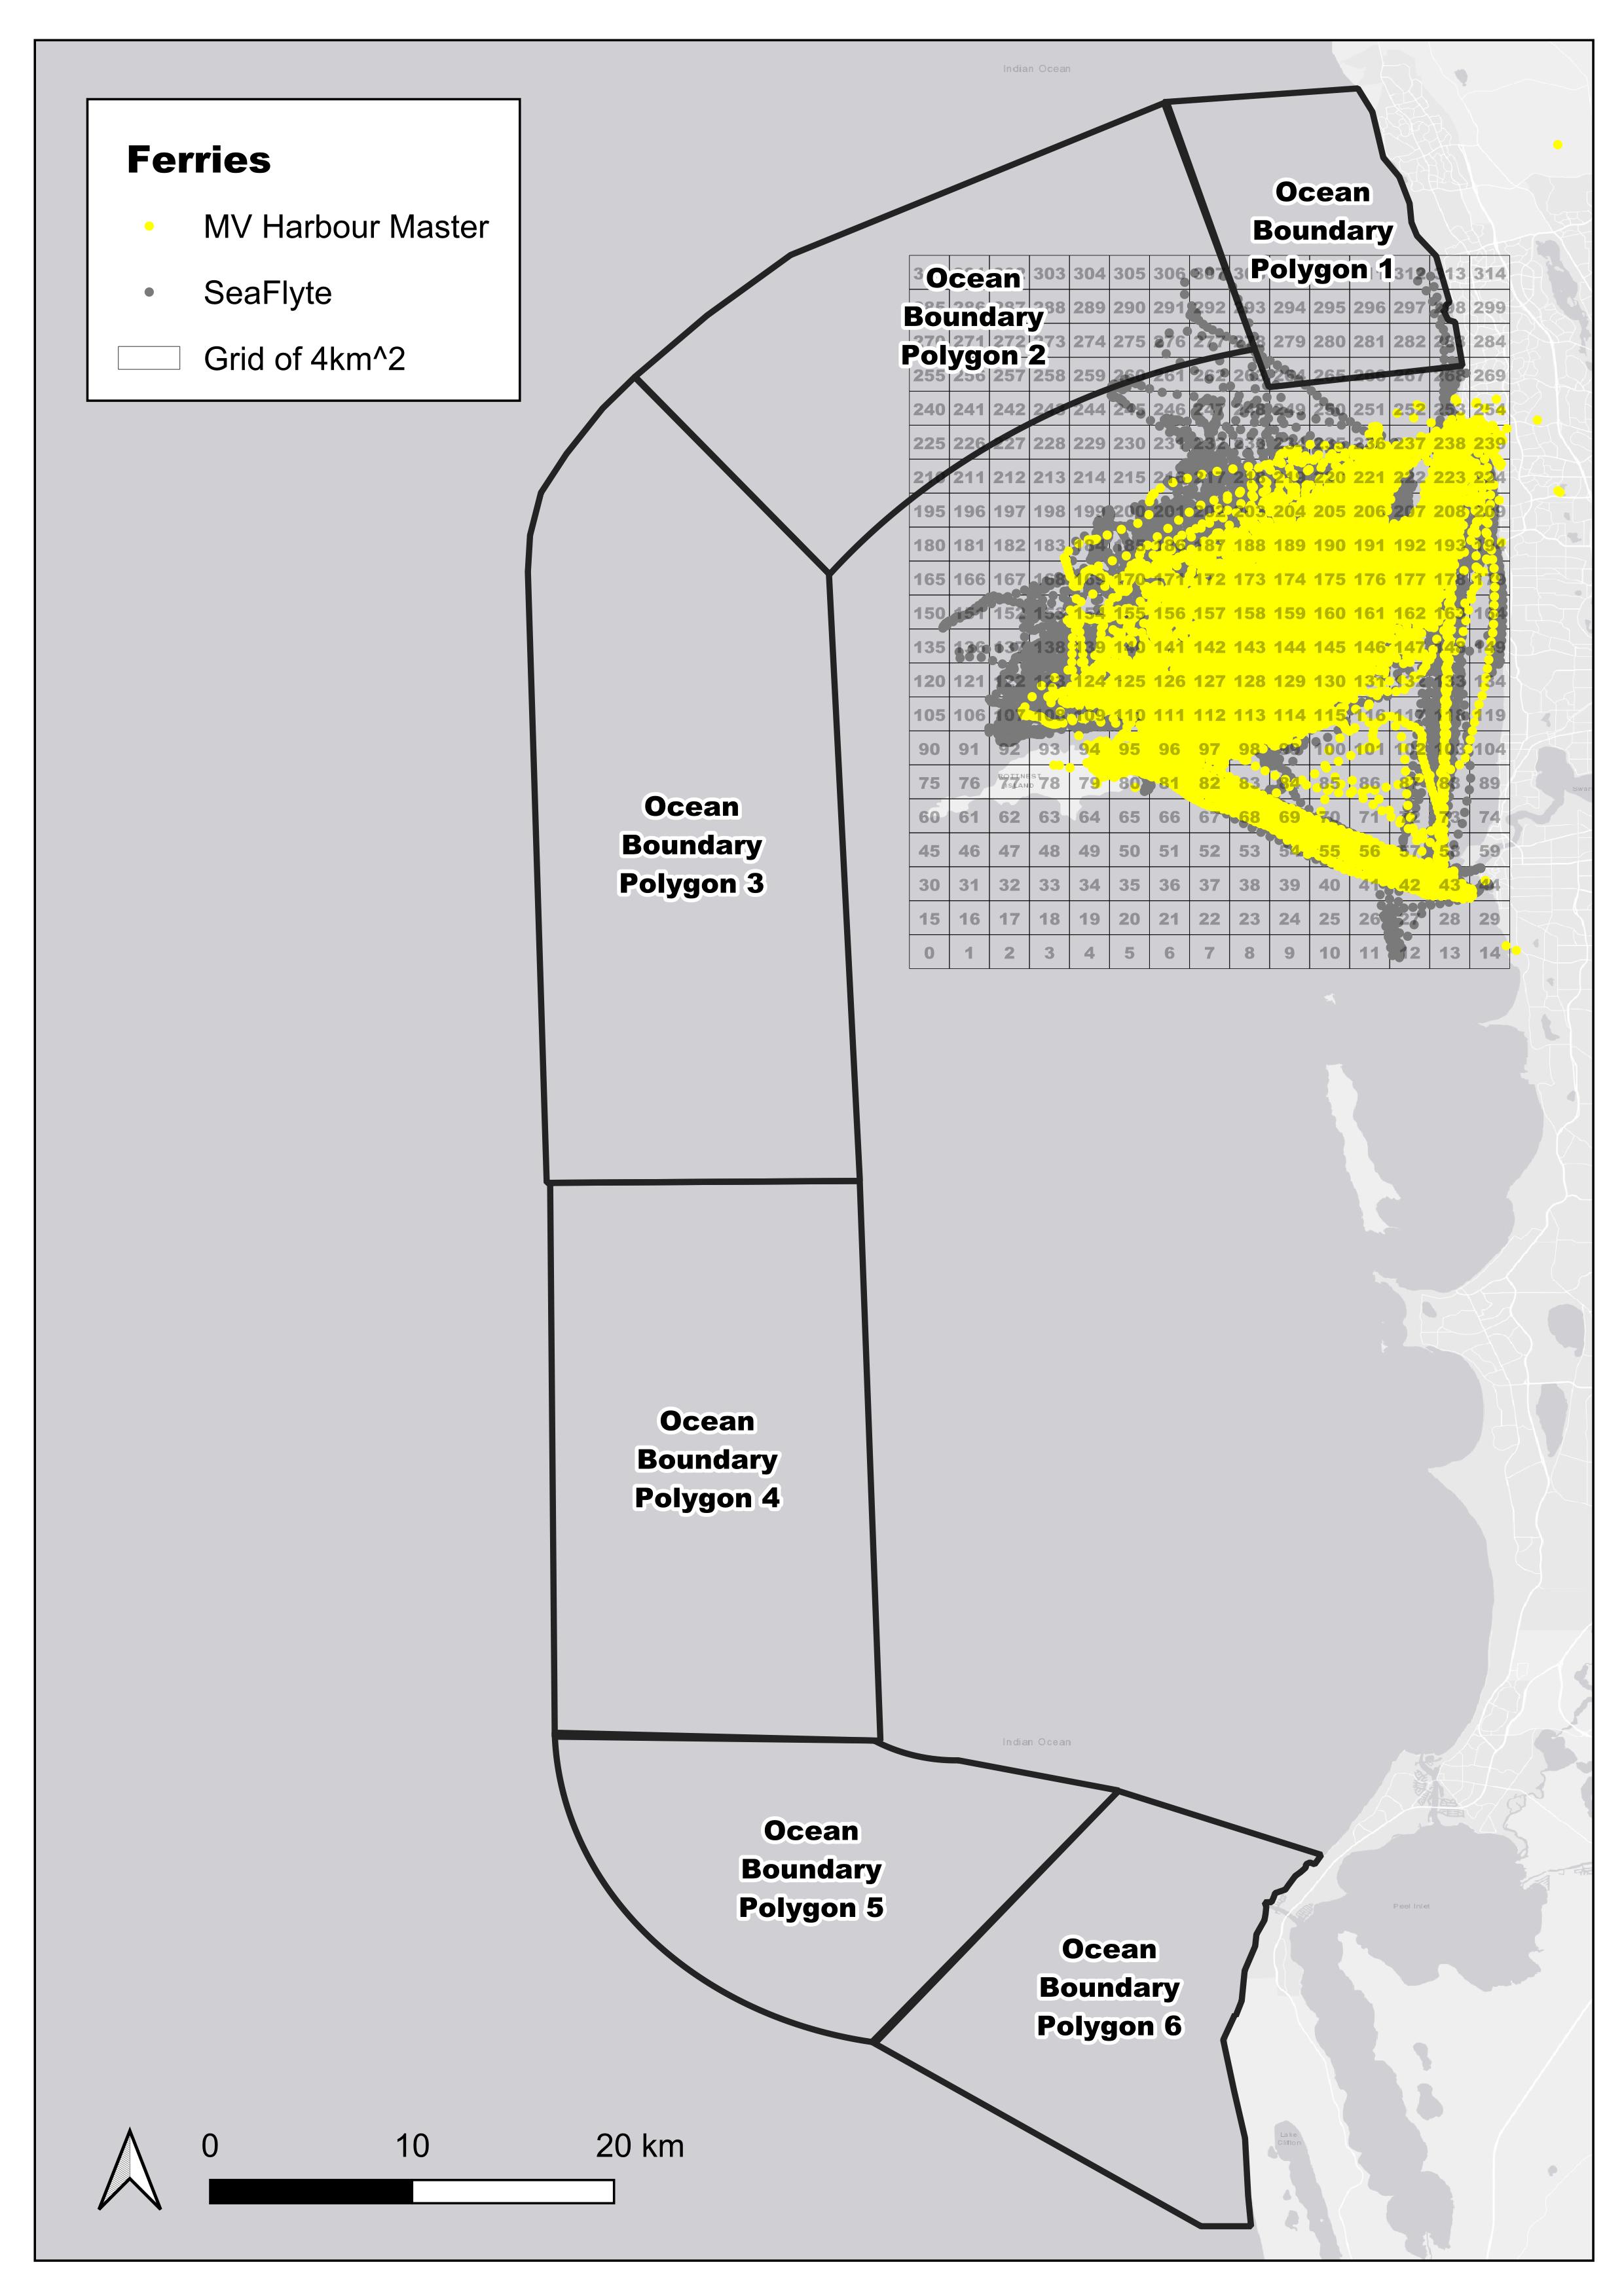 Indian Ocean
Ferries
MV Harbour Master
SeaFlyte
Grid of 4km^2
Ocean
Boundary
Polygon 1
Ocean
Boundary
Polygon 2
303 304 305 306 307 312 313 314
285 286 287 288 289 290 291 292 293 294 295 296 297 298 299
270 271 272 273 274 275 276 277 279 280 281 282 284
255 256 257 258 259 260 261 262 263 264 265 266 267 268 269
240 241 242 243 244 245 246 247 248 249 250 251 252 253 254
225 226 227 228 229 230 231 232 233 235 236 237 238 239
210 211 212 213 214 215 216 217 218 219 220 221 222 223 224
195 196 197 198 199 200 201 202 203 204 205 206 207 208 209
180 181 182 183 184 185 186 187 188 189 190 191 192 193 194
165 166 167 168 169 170 171 172 173 174 175 176 177 178 179
150 151 152 153 154 155 156 157 158 159 160 161 162 163 164
135 136 137 138 139 140 141 142 143 144 145 146 147 148 149
120 121 122 123 124 125 126 127 128 129 130 131 132 133 134
105 106 107 108 109 110 111 112 113 114 115 116 117 118 119
90 91 92 93 94 95 96 97 98 99 100 101 102 103 104
75 76 77 78 79 80 81 82 83 84 85 86 87 88 89
ROTTNEST
ISLAND
60 61 62 63 64 65 66 67 68 69 70 71 72 73 74
45 46 47 48 49 50 51 52 53 54 55 56 57 58 59
30 31 32 33 34 35 36 37 38 39 40 41 42 43 44
15 16 17 18 19 20 21 22 23 24 25 26 27 28 29
0 1 2 3 4 5 6 7 8 9 10 11 12 13 14
Ocean
Boundary
Polygon 3
Ocean
Boundary
Polygon 4
Indian Ocean
Ocean
Boundary
Polygon 5
Peel Inlet
Ocean
Boundary
Polygon 6
Lake
Clifton
0 10 20 km